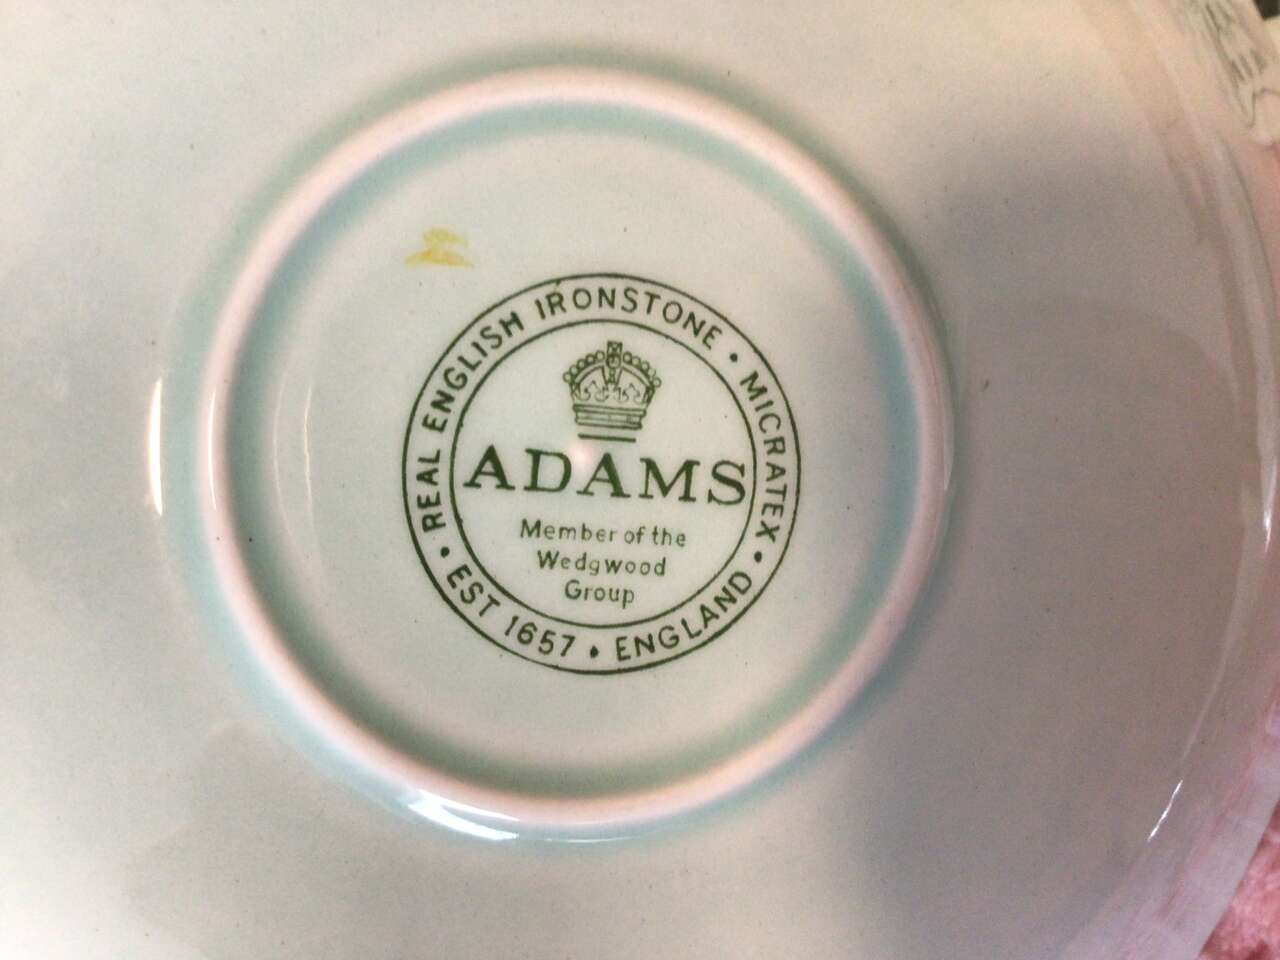 REAL ENGLISH IRONSTONE • MICRATEX • ENGLAND • EST 1657 •
ADAMS
Member of the
Wedgwood
Group